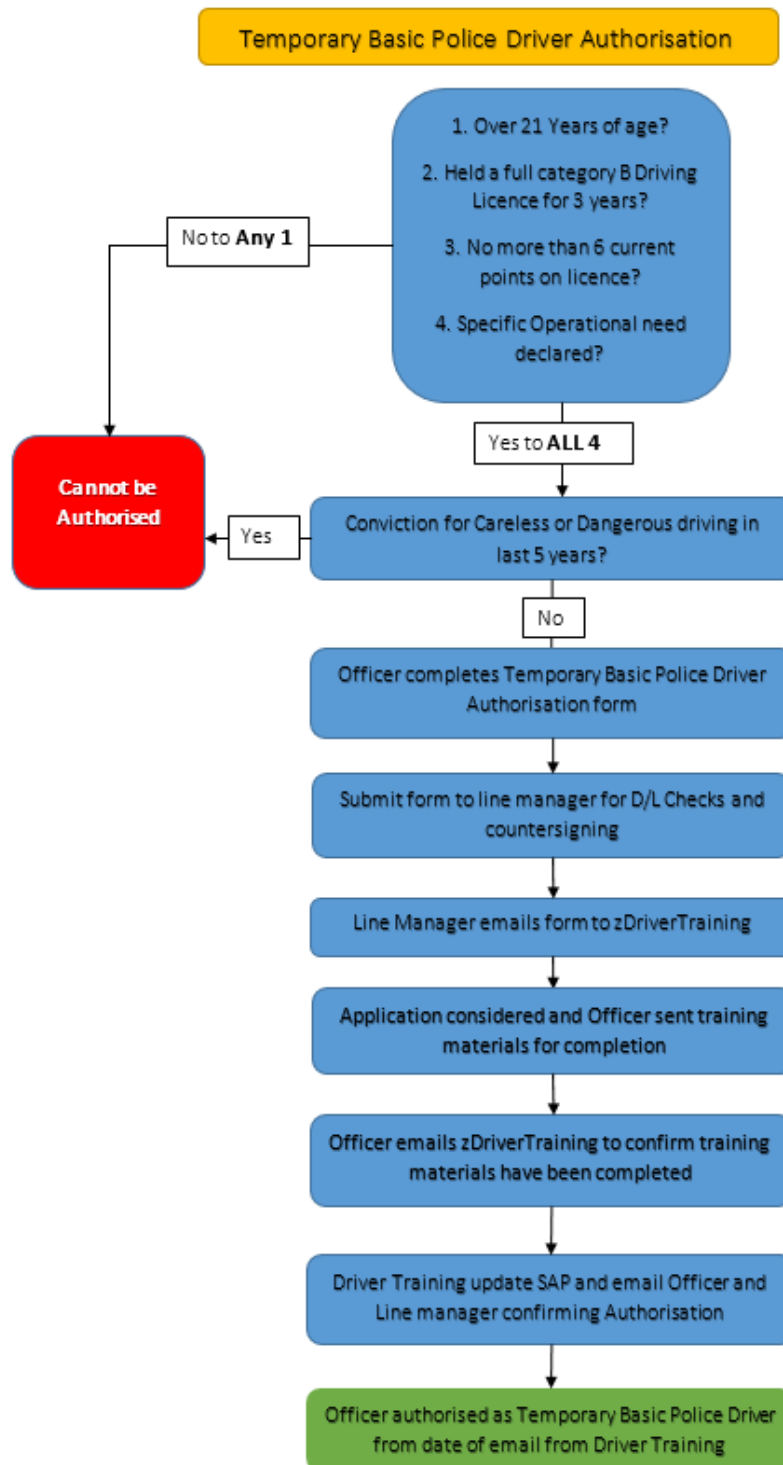 Temporary Basic Police Driver Authorisation
1. Over 21 Years of age?
2. Held a full category B Driving
Licence for 3 years?
No to Any 1
3. No more than 6 current
points on licence?
4. Specific Operational need
declared?
Yes to ALL 4
Cannot be
Authorised
Yes
Conviction for Careless or Dangerous driving in
last 5 years?
No
Officer completes Temporary Basic Police Driver
Authorisation form
Submit form to line manager for D/L Checks and
countersigning
Line Manager emails form to zDriverTraining
Application considered and Officer sent training
materials for completion
Officer emails zDriverTraining to confirm training
materials have been completed
Driver Training update SAP and email Officer and
Line manager confirming Authorisation
Officer authorised as Temporary Basic Police Driver
from date of email from Driver Training